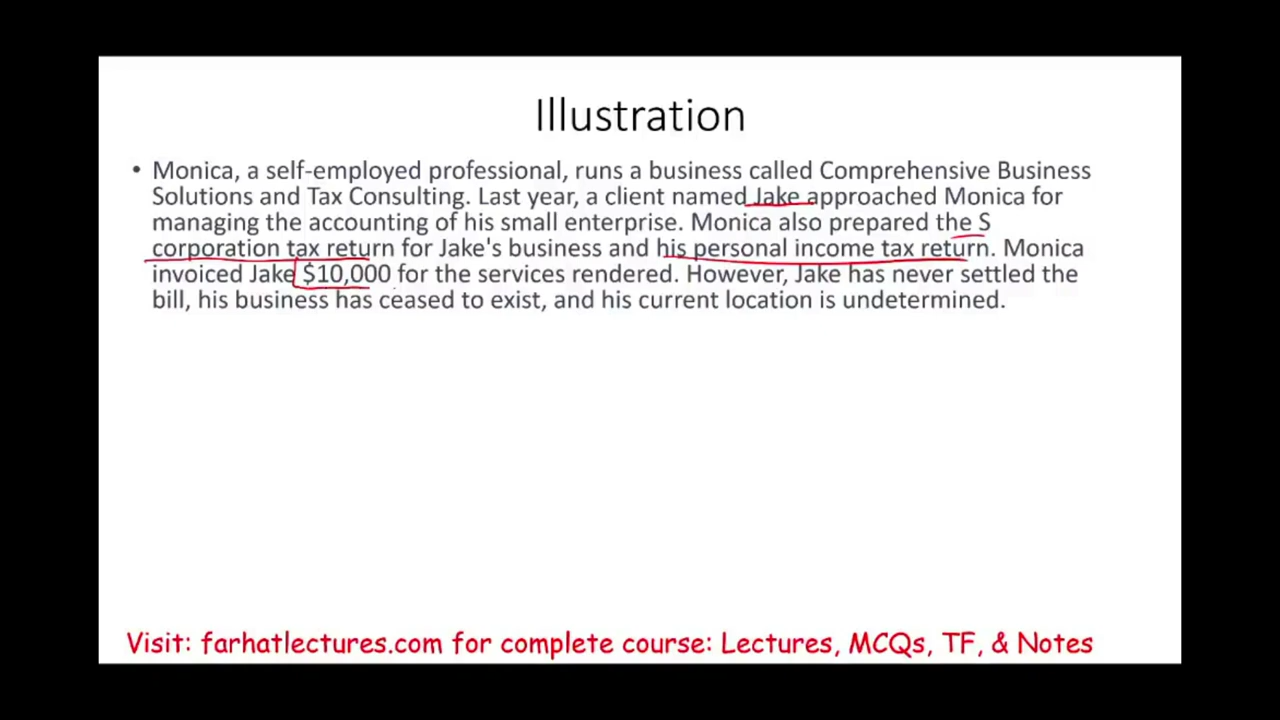 Illustration
• Monica, a self-employed professional, runs a business called Comprehensive Business
Solutions and Tax Consulting. Last year, a client named Jake approached Monica for
managing the accounting of his small enterprise. Monica also prepared the S
corporation tax return for Jake's business and his personal income tax return. Monica
invoiced Jake $10,000 for the services rendered. However, Jake has never settled the
bill, his business has ceased to exist, and his current location is undetermined.
Visit: farhatlectures.com for complete course: Lectures, MCQs, TF, & Notes